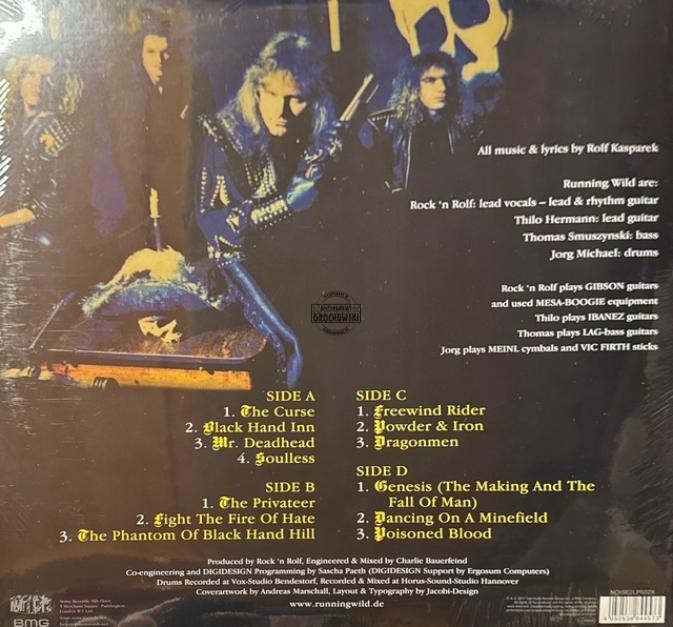 All music & lyrics by Rolf Kasparek
Running Wild are:
Rock 'n Rolf: lead vocals – lead & rhythm guitar
Thilo Hermann: lead guitar
Thomas Smuszynski: bass
Jorg Michael: drums
Rock 'n Rolf plays GIBSON guitars
and used MESA-BOOGIE equipment
Thilo plays IBANEZ guitars
Thomas plays LAG-bass guitars
Jorg plays MEINL cymbals and VIC FIRTH sticks
GROCHOWSKI
SIDE A
1. The Curse
2. Black Hand Inn
3. Mr. Deadhead
4. Soulless
SIDE B
1. The Privateer
2. Fight The Fire Of Hate
3. The Phantom Of Black Hand Hill
SIDE C
1. Freewind Rider
2. Powder & Iron
3. Dragonmen
SIDE D
1. Genesis (The Making And The
Fall Of Man)
2. Dancing On A Minefield
3. Poisoned Blood
Produced by Rock 'n Rolf, Engineered & Mixed by Charlie Bauerfeind
Co-engineering and DIGIDESIGN Programming by Sascha Paeth (DIGIDESIGN Support by Ergosum Computers)
Drums Recorded at Vox-Studio Bendestorf, Recorded & Mixed at Horus-Sound-Studio Hannover
Coverartwork by Andreas Marschall, Layout & Typography by Jacobi-Design
www.runningwild.de
BMG